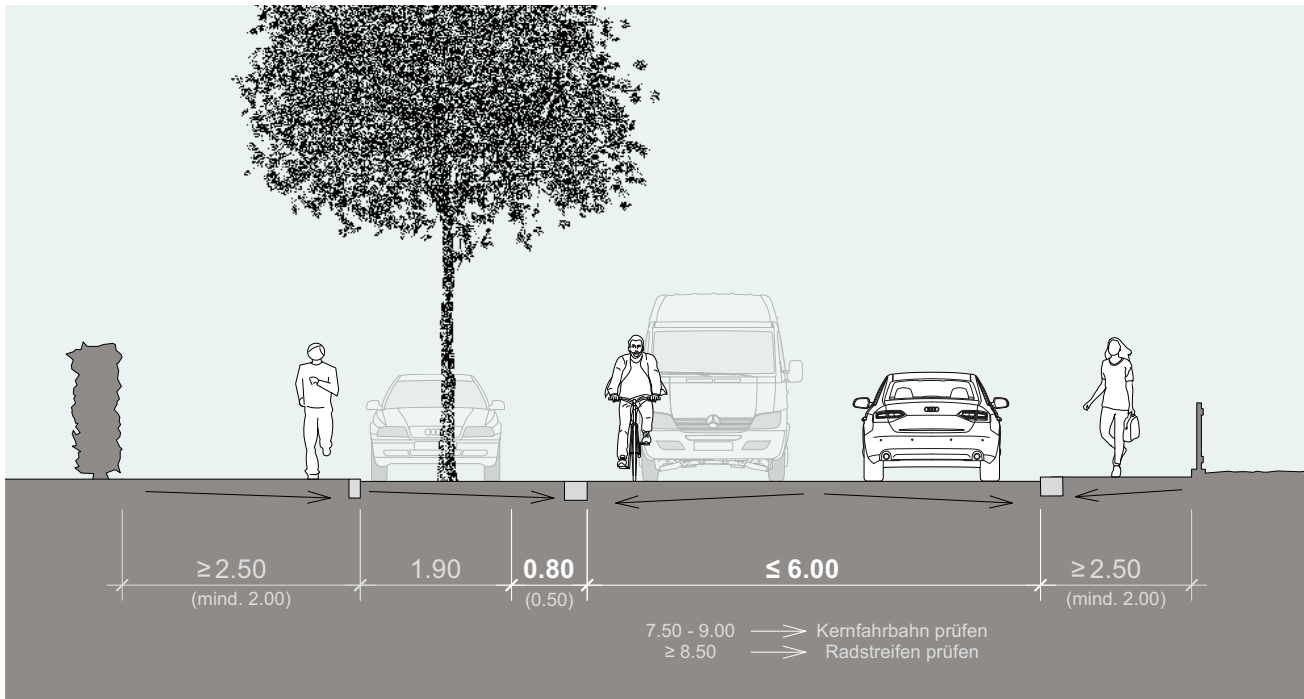 ≥ 2.50 1.90 0.80 ≤ 6.00 ≥ 2.50
(mind. 2.00) (0.50) (mind. 2.00)
7.50 - 9.00 Kernfahrbahn prüfen
≥ 8.50 Radstreifen prüfen